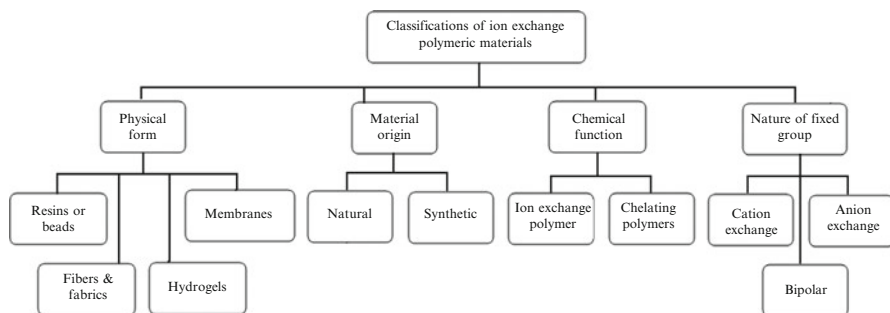 Classifications of ion exchange
polymeric materials
Physical
form
Material
origin
Chemical
function
Nature of fixed
group
Resins or
beads
Membranes
Natural
Synthetic
Ion exchange
polymer
Chelating
polymers
Cation
exchange
Anion
exchange
Fibers &
fabrics
Hydrogels
Bipolar